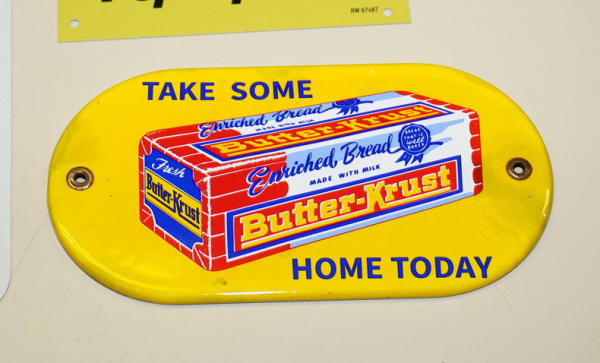 RM 67x87
TAKE SOME
Enriched Bread
MADE WITH MILK
Butter-Krust
Enriched Bread
MADE WITH MILK
Butter-Krust
Fresh
Butter-Krust
HOME TODAY